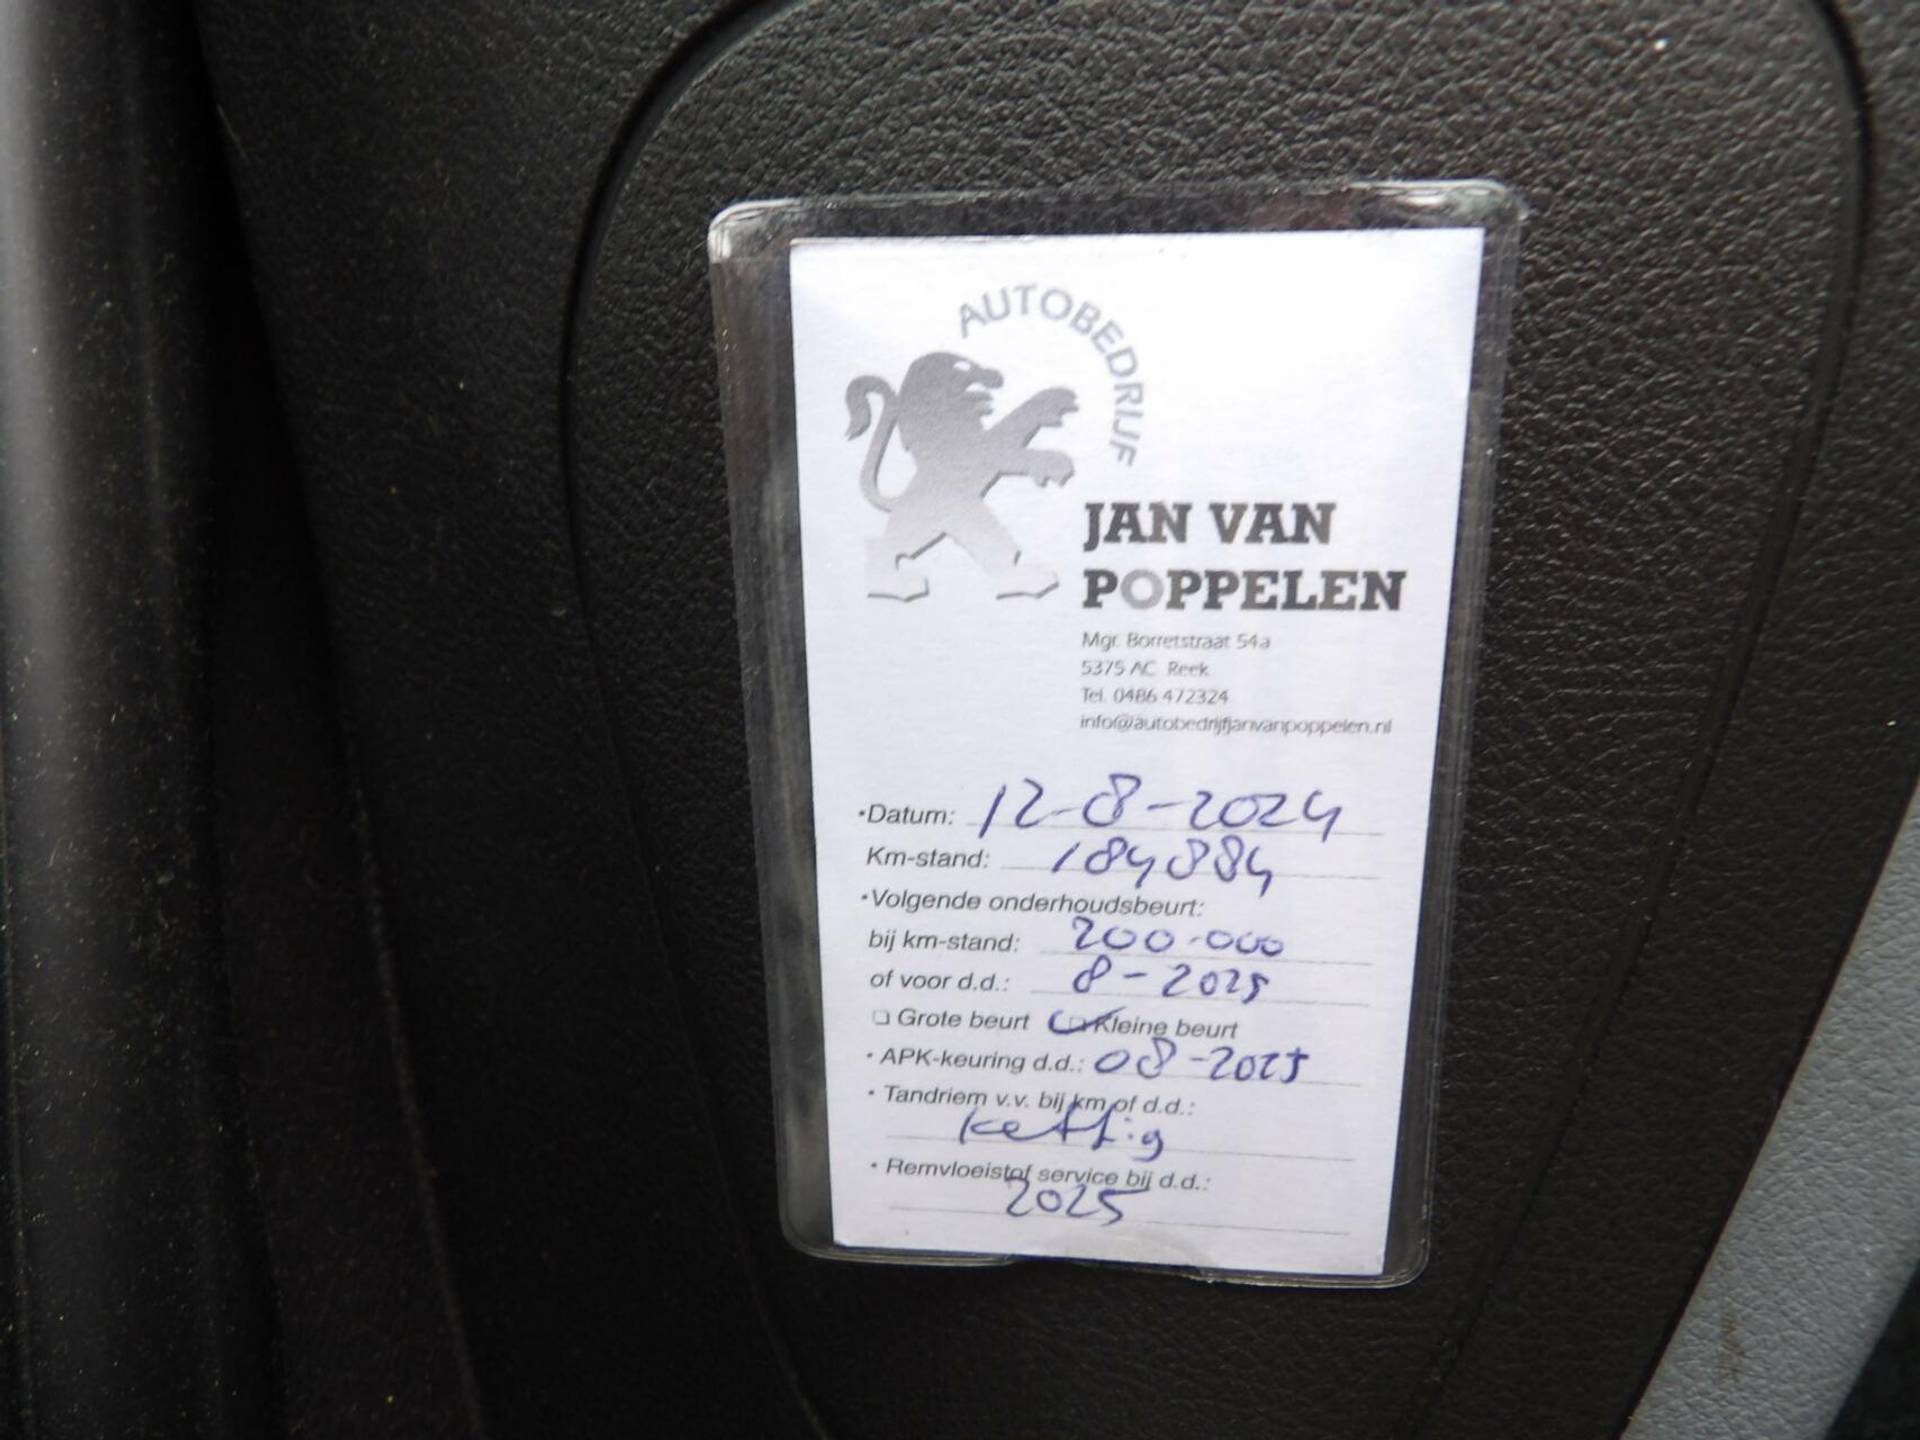 AUTOBEDRIJF
JAN VAN
POPPELEN
Mgr. Borretstraat 54a
5375 AC Reek
Tel. 0486 472324
info@autobedrijfjanvanpoppelen.nl
•Datum: 12-8-2024
Km-stand: 184884
•Volgende onderhoudsbeurt:
bij km-stand: 200.000
of voor d.d.: 8-2025
❑ Grote beurt ❑ Kleine beurt
• APK-keuring d.d.: 08-2025
• Tandriem v.v. bij km of d.d.:
kettig
• Remvloeistof service bij d.d.:
2025